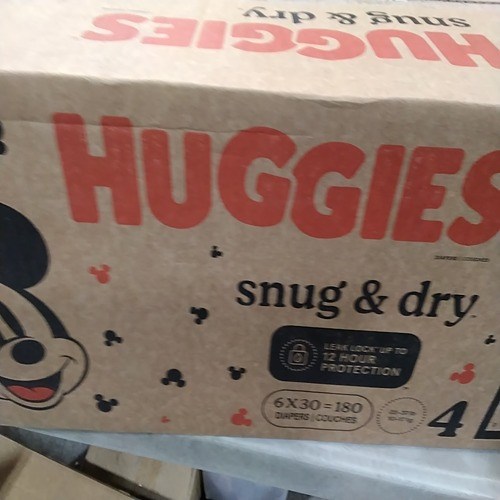 HUGGIES
snug & dry
HUGGIES
snug & dry
LEAK LOCK UP TO
12 HOUR
PROTECTION
6X30=180
DIAPERS | COUCHES
4